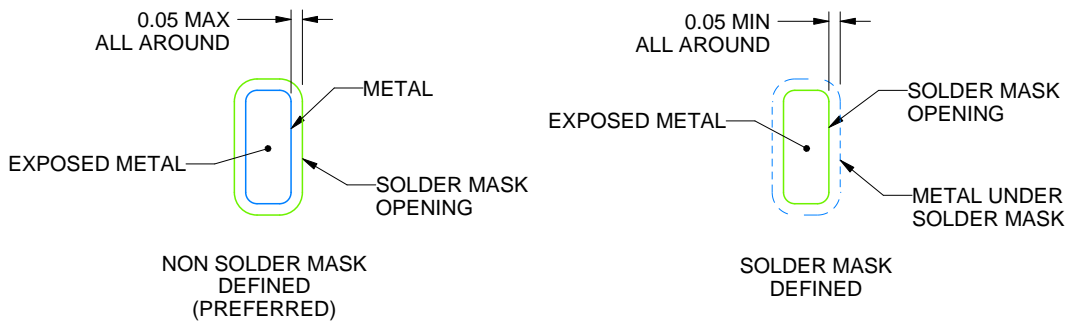 0.05 MAX
ALL AROUND
METAL
EXPOSED METAL
SOLDER MASK
OPENING
NON SOLDER MASK
DEFINED
(PREFERRED)
0.05 MIN
ALL AROUND
SOLDER MASK
OPENING
EXPOSED METAL
METAL UNDER
SOLDER MASK
SOLDER MASK
DEFINED